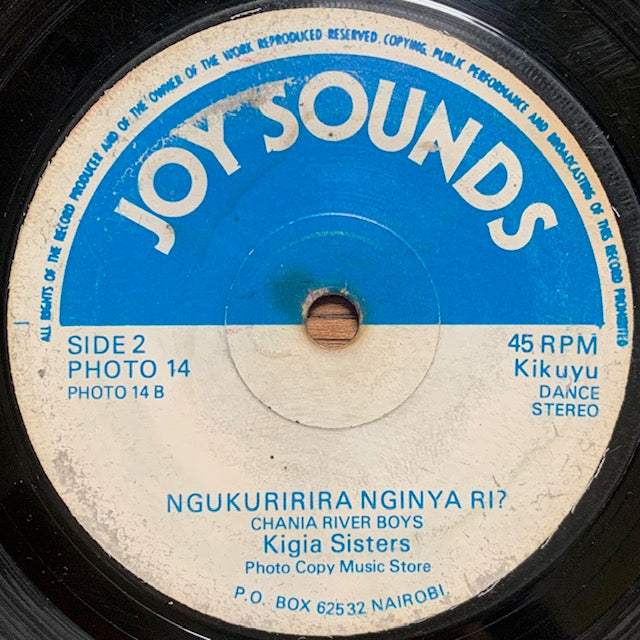 ALL RIGHTS OF THE RECORD PRODUCER AND OF THE OWNER OF THE WORK REPRODUCED RESERVED. COPYING, PUBLIC PERFORMANCE AND BROADCASTING OF THIS RECORD PROHIBITED
JOY SOUNDS
SIDE 2
PHOTO 14
PHOTO 14 B
45 RPM
Kikuyu
DANCE
STEREO
NGUKURIRIRA NGINYA RI?
CHANIA RIVER BOYS
Kigia Sisters
Photo Copy Music Store
P.O. BOX 62532 NAIROBI